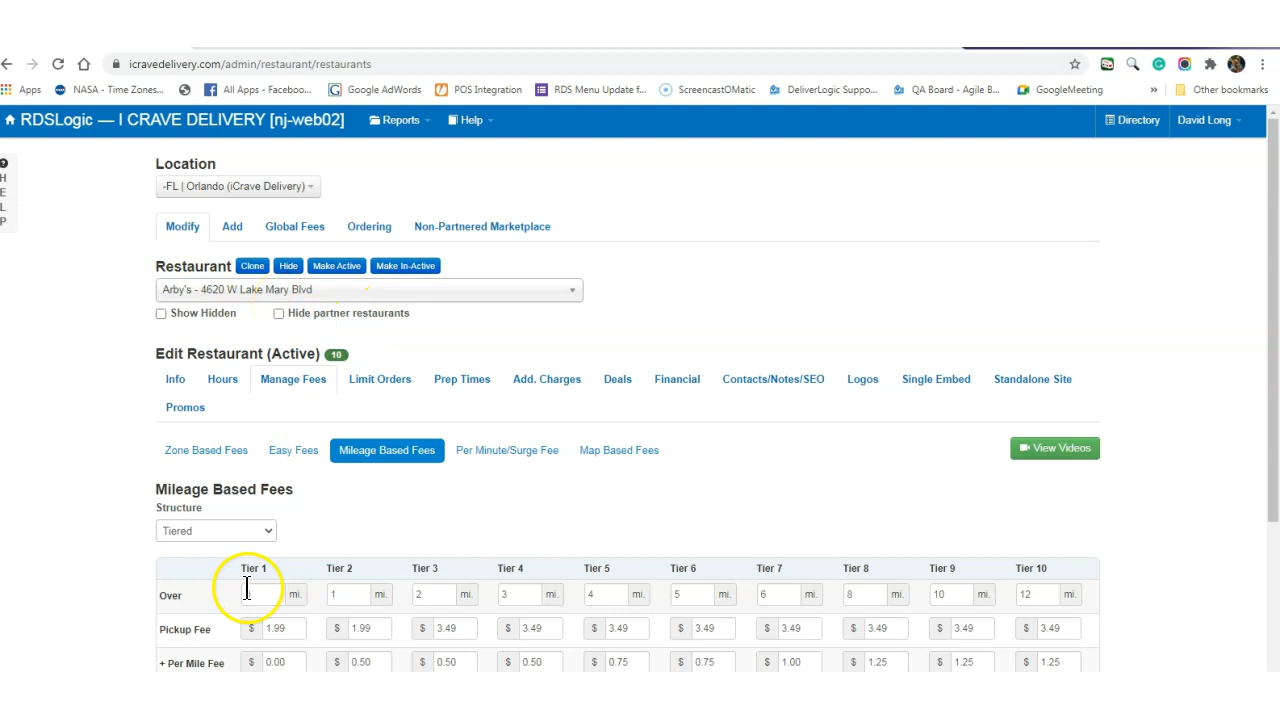 icravedelivery.com/admin/restaurant/restaurants
Apps NASA - Time Zones... All Apps - Faceboo... Google AdWords POS Integration RDS Menu Update f... ScreencastOMatic DeliverLogic Suppo... QA Board - Agile B... GoogleMeeting » Other bookmarks
RDSLogic — I CRAVE DELIVERY [nj-web02] Reports Help Directory David Long
HELP
Location
-FL | Orlando (iCrave Delivery)
Modify Add Global Fees Ordering Non-Partnered Marketplace
Restaurant Clone Hide Make Active Make In-Active
Arby's - 4620 W Lake Mary Blvd
Show Hidden Hide partner restaurants
Edit Restaurant (Active) 10
Info Hours Manage Fees Limit Orders Prep Times Add. Charges Deals Financial Contacts/Notes/SEO Logos Single Embed Standalone Site
Promos
Zone Based Fees Easy Fees Mileage Based Fees Per Minute/Surge Fee Map Based Fees View Videos
Mileage Based Fees
Structure
Tiered
Tier 1 Tier 2 Tier 3 Tier 4 Tier 5 Tier 6 Tier 7 Tier 8 Tier 9 Tier 10
Over mi. 1 mi. 2 mi. 3 mi. 4 mi. 5 mi. 6 mi. 8 mi. 10 mi. 12 mi.
Pickup Fee $ 1.99 $ 1.99 $ 3.49 $ 3.49 $ 3.49 $ 3.49 $ 3.49 $ 3.49 $ 3.49 $ 3.49
+ Per Mile Fee $ 0.00 $ 0.50 $ 0.50 $ 0.50 $ 0.75 $ 0.75 $ 1.00 $ 1.25 $ 1.25 $ 1.25